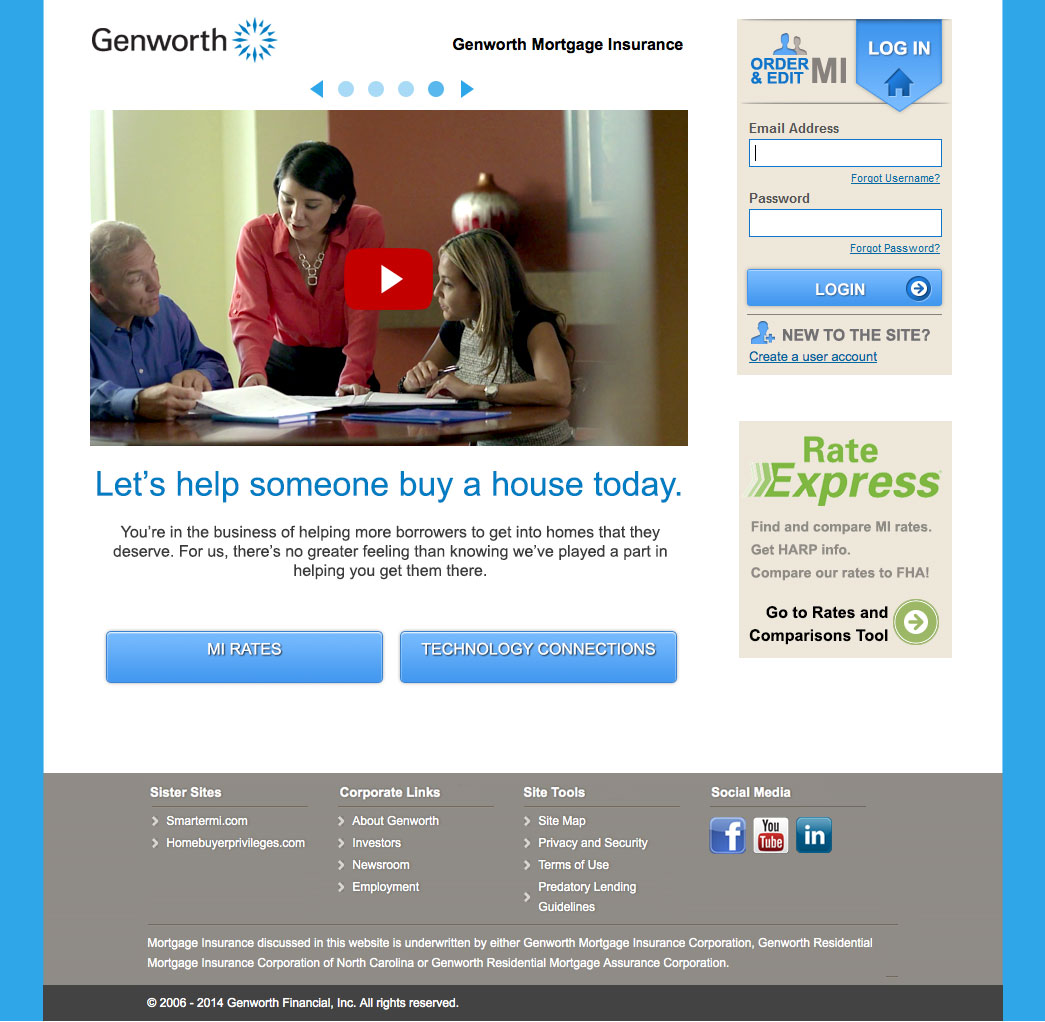 Genworth
Genworth Mortgage Insurance
ORDER
& EDIT MI
LOG IN
Email Address
Forgot Username?
Password
Forgot Password?
LOGIN
NEW TO THE SITE?
Create a user account
Let's help someone buy a house today.
You're in the business of helping more borrowers to get into homes that they
deserve. For us, there's no greater feeling than knowing we've played a part in
helping you get them there.
MI RATES
TECHNOLOGY CONNECTIONS
Rate
Express
Find and compare MI rates.
Get HARP info.
Compare our rates to FHA!
Go to Rates and
Comparisons Tool
Sister Sites
Smartermi.com
Homebuyerprivileges.com
Corporate Links
About Genworth
Investors
Newsroom
Employment
Site Tools
Site Map
Privacy and Security
Terms of Use
Predatory Lending
Guidelines
Social Media
f
You
Tube
in
Mortgage Insurance discussed in this website is underwritten by either Genworth Mortgage Insurance Corporation, Genworth Residential
Mortgage Insurance Corporation of North Carolina or Genworth Residential Mortgage Assurance Corporation.
© 2006 - 2014 Genworth Financial, Inc. All rights reserved.